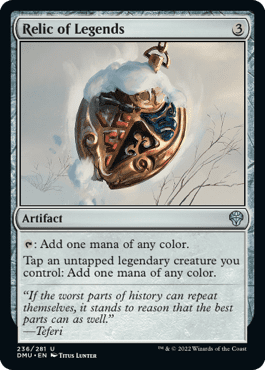 Relic of Legends 3
Artifact
: Add one mana of any color.
Tap an untapped legendary creature you
control: Add one mana of any color.
"If the worst parts of history can repeat
themselves, it stands to reason that the best
parts can as well."
—Teferi
236/281 U
DMU • EN Titus Lunter
™ & © 2022 Wizards of the Coast